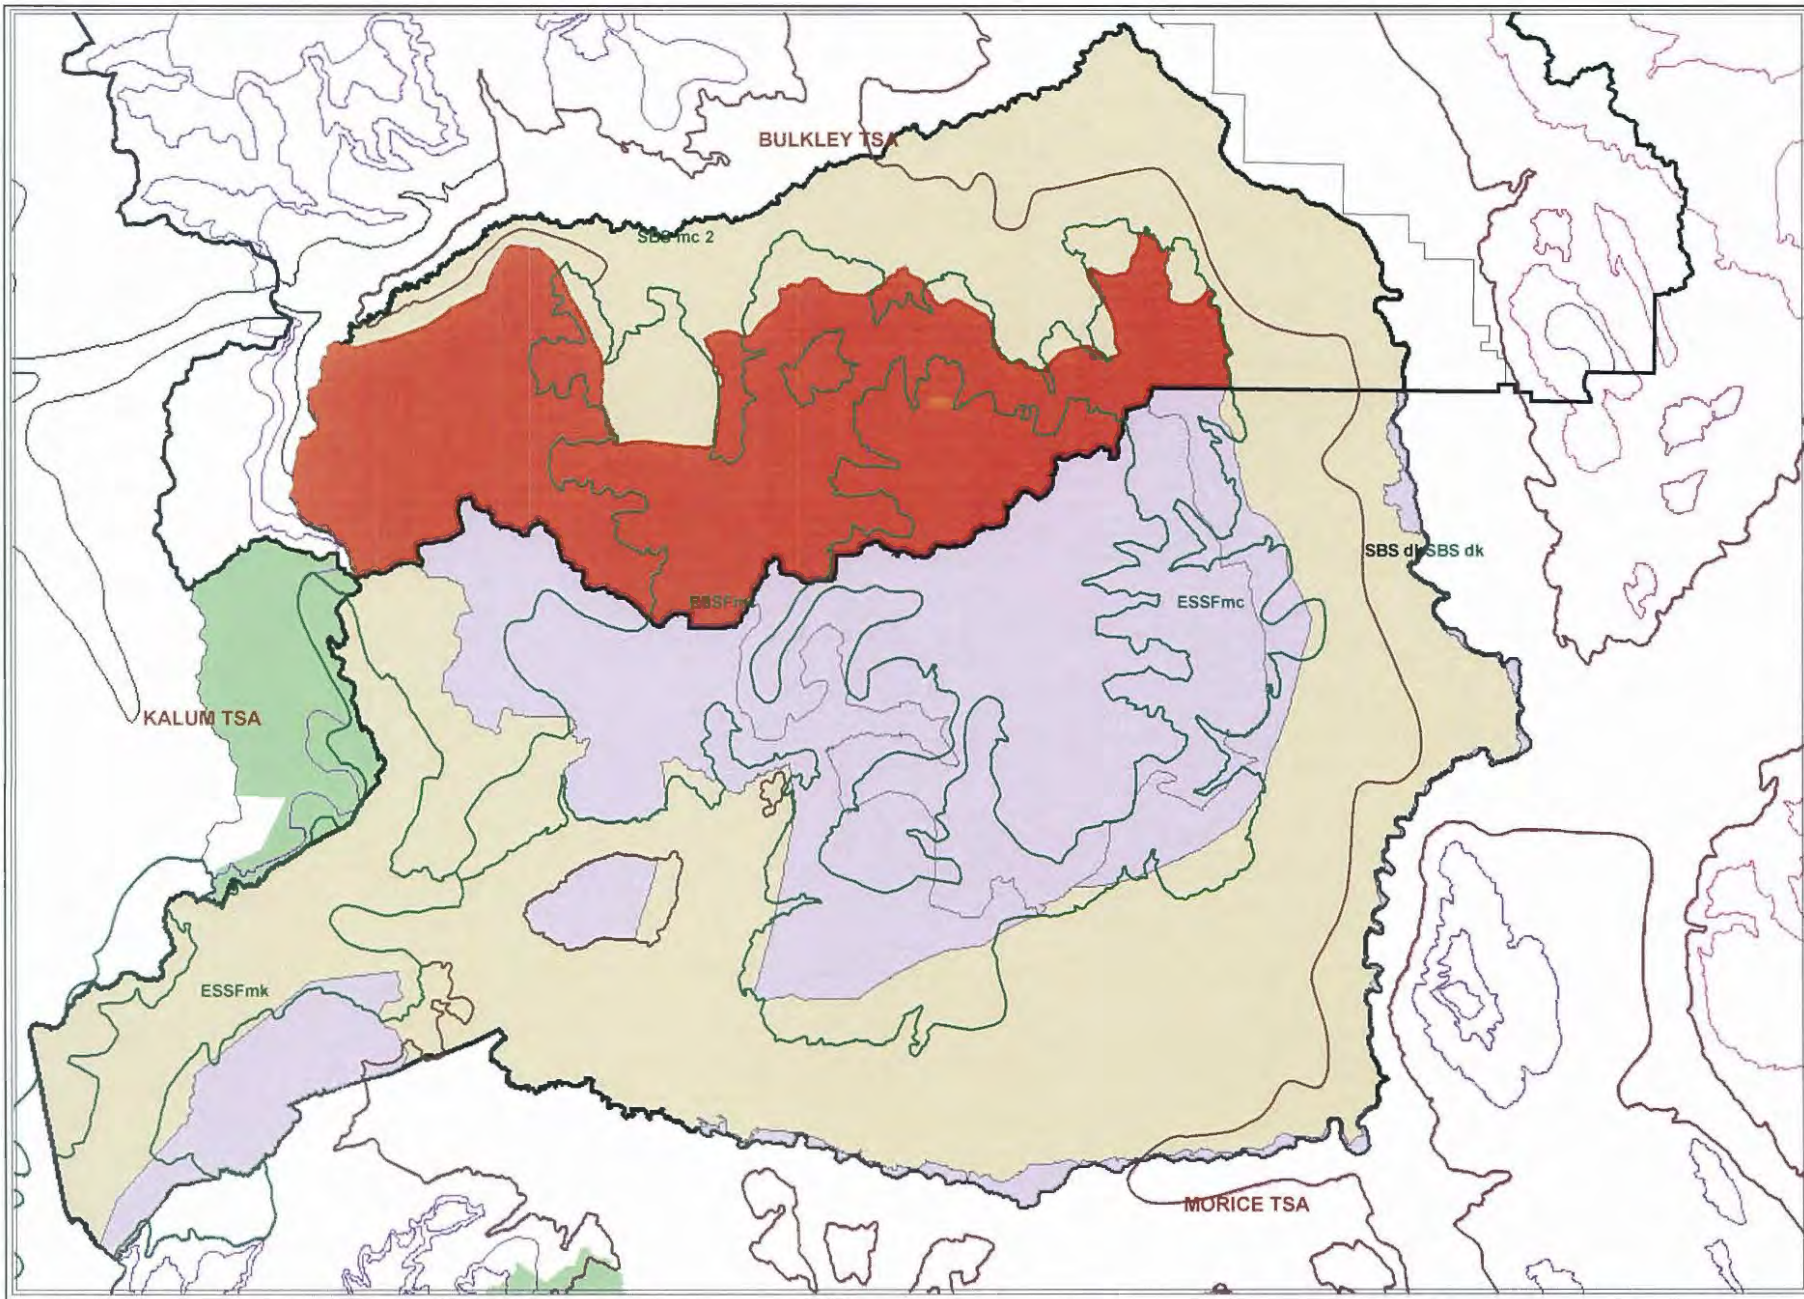 BULKLEY TSA
SBS mc 2
SBS dk SBS dk
ESSFmc
ESSFmc
KALUM TSA
ESSFmk
MORICE TSA